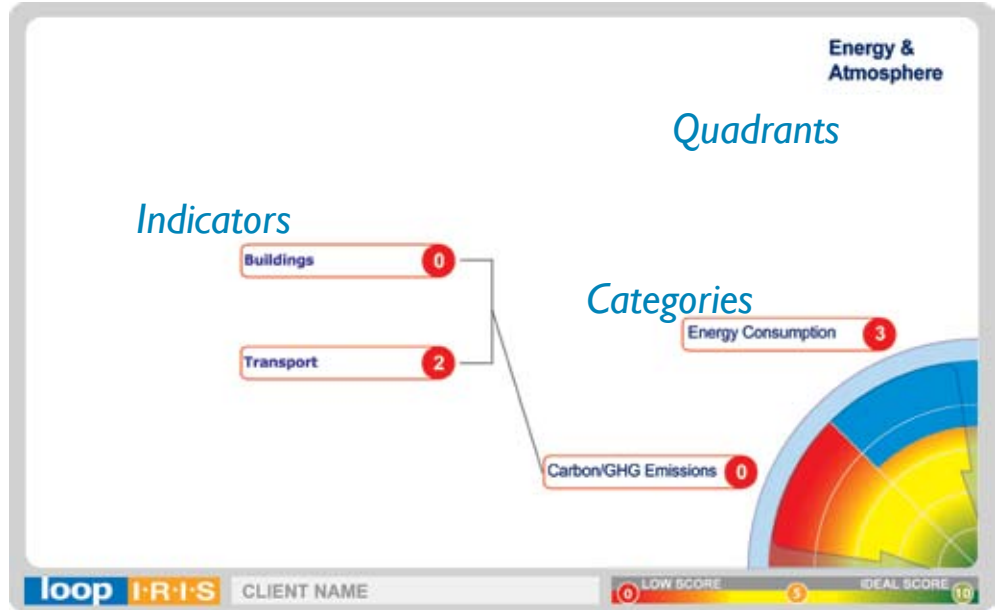 Energy &
Atmosphere
Quadrants
Indicators
Buildings 0
Categories
Energy Consumption 3
Transport 2
Carbon/GHG Emissions 0
loop I·R·I·S CLIENT NAME 0 LOW SCORE 5 IDEAL SCORE 10